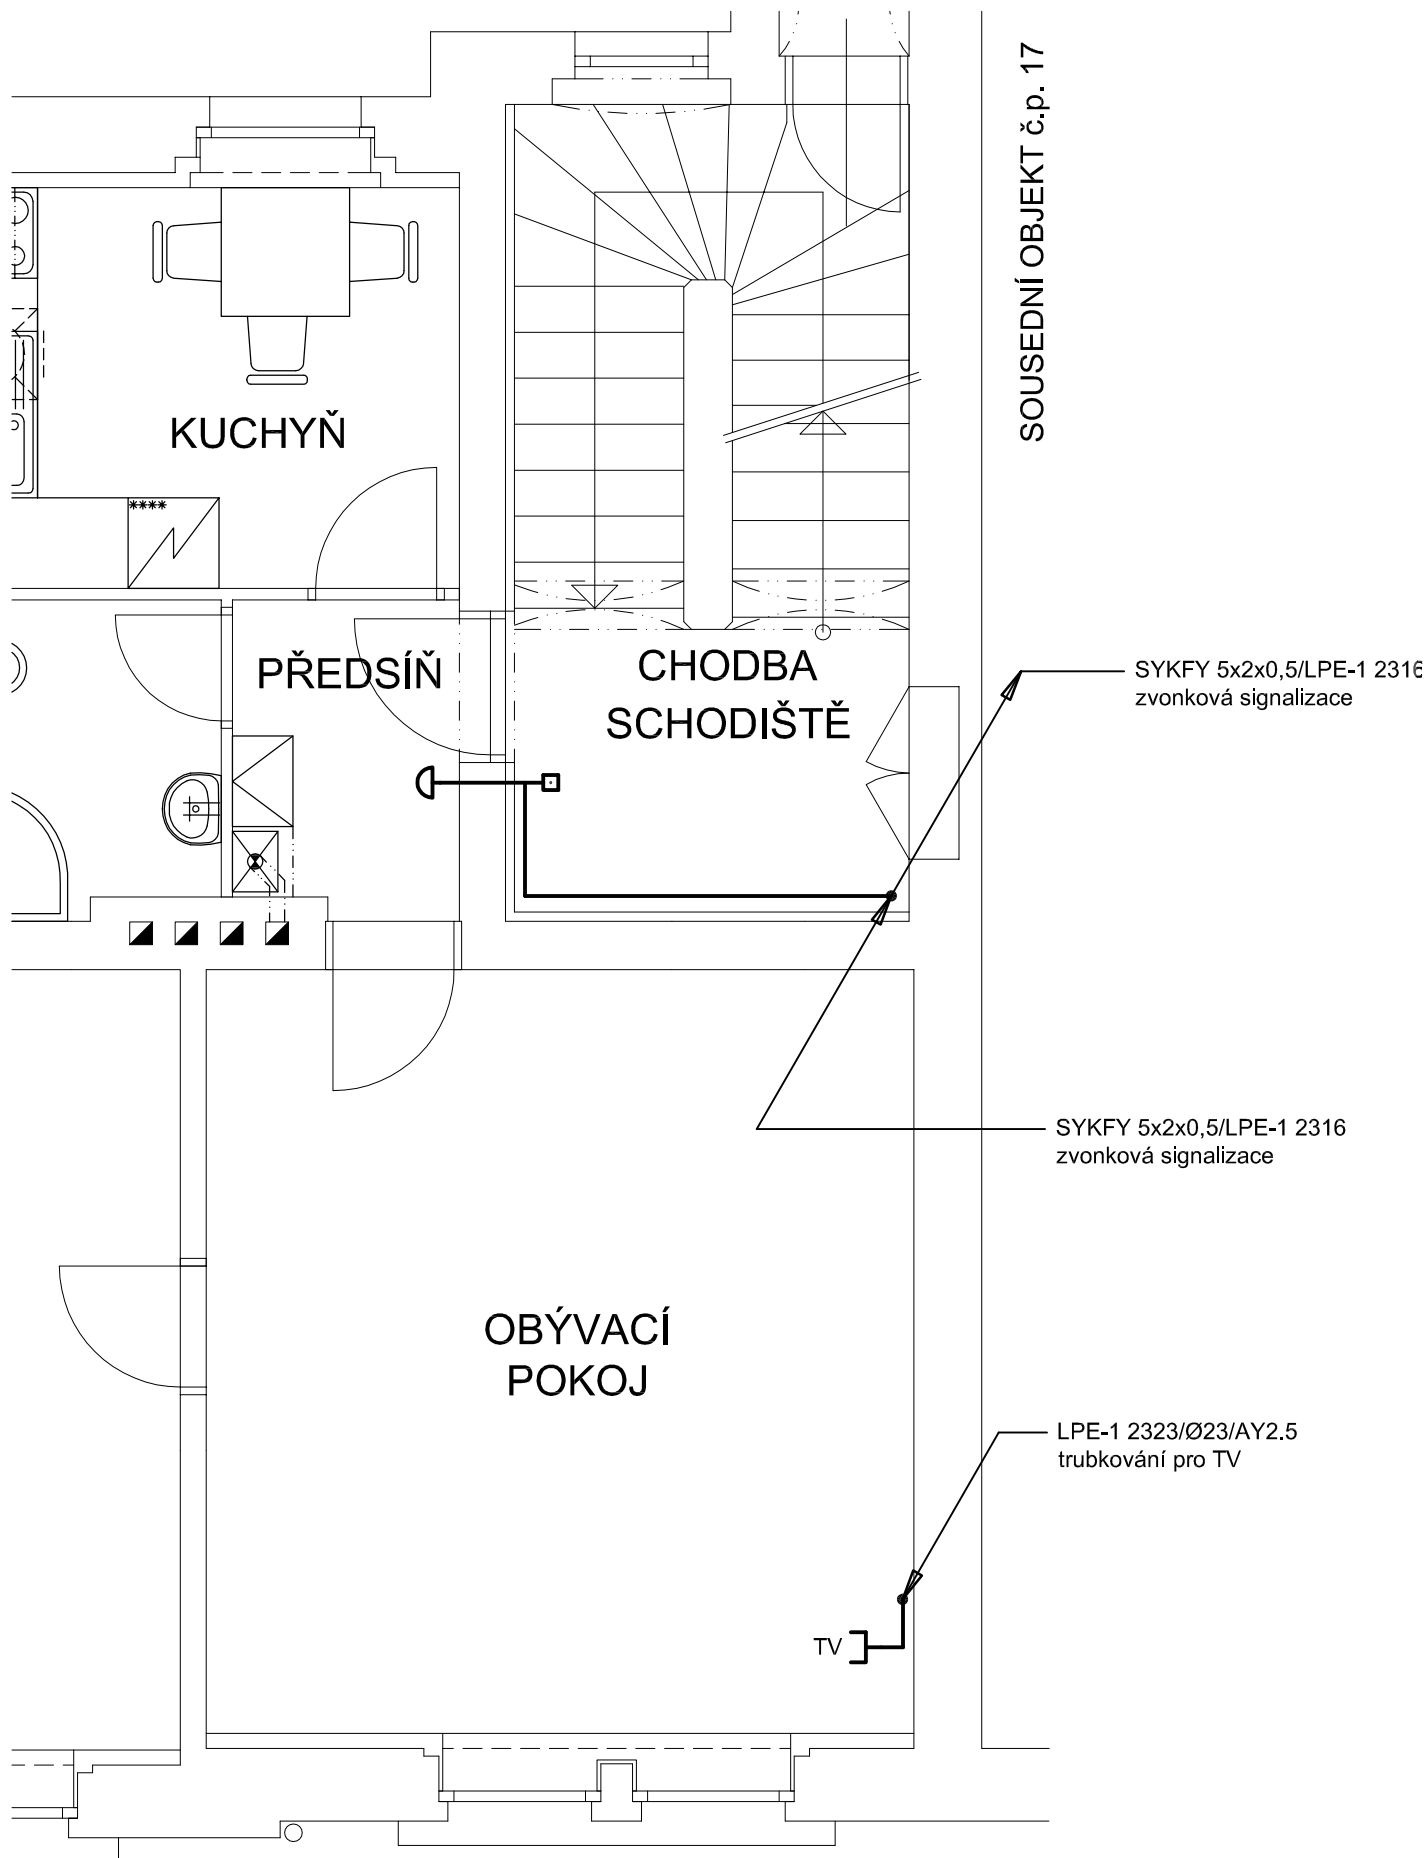 SOUSEDNÍ OBJEKT č.p. 17
KUCHYŇ
****
PŘEDSÍŇ
CHODBA
SCHODIŠTĚ
SYKFY 5x2x0,5/LPE-1 2316
zvonková signalizace
SYKFY 5x2x0,5/LPE-1 2316
zvonková signalizace
OBÝVACÍ
POKOJ
LPE-1 2323/Ø23/AY2.5
trubkování pro TV
TV